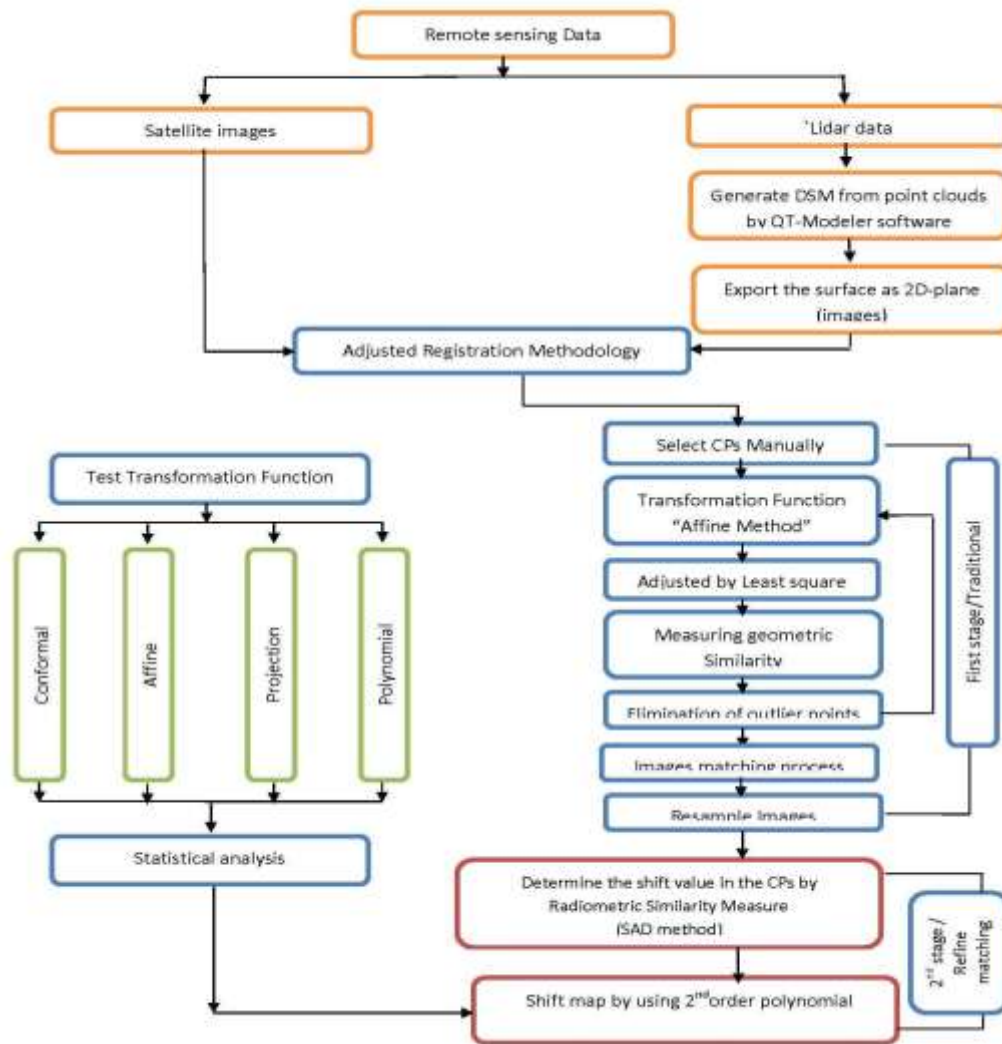 Remote sensing Data
Satellite images
`Lidar data
Generate DSM from point clouds
by QT-Modeler software
Export the surface as 2D-plane
(images)
Adjusted Registration Methodology
Select CPs Manually
Transformation Function
“Affine Method”
Adjusted by Least square
Measuring geometric
Similarity
Elimination of outlier points
Images matching process
Resample Images
First stage/Traditional
Test Transformation Function
Conformal
Affine
Projection
Polynomial
Statistical analysis
Determine the shift value in the CPs by
Radiometric Similarity Measure
(SAD method)
Shift map by using 2nd order polynomial
2nd stage /
Refine
matching